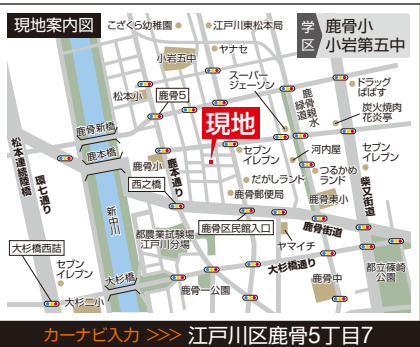 現地案内図
学区
鹿骨小
小岩第五中
こざくら幼稚園
江戸川東松本局
ヤナセ
小岩五中
スーパー
ジェーソン
ドラッグ
ぱぱす
松本小
鹿骨5
鹿骨親水
緑道
炭火焼肉
花炎亭
鹿骨新橋
現地
松本連続陸橋
環七通り
鹿本橋
鹿骨小
鹿本通り
セブン
イレブン
河内屋
セブン
イレブン
西之橋
だがしランド
つるかめ
ランド
柴又街道
新中川
鹿骨郵便局
鹿骨東小
都農業試験場
江戸川分場
鹿骨区民館入口
鹿骨街道
大杉橋西詰
ヤマイチ
大杉橋通り
セブン
イレブン
大杉橋
都立篠崎
公園
大杉二小
鹿骨一公園
鹿骨中
カーナビ入力 >>> 江戸川区鹿骨5丁目7